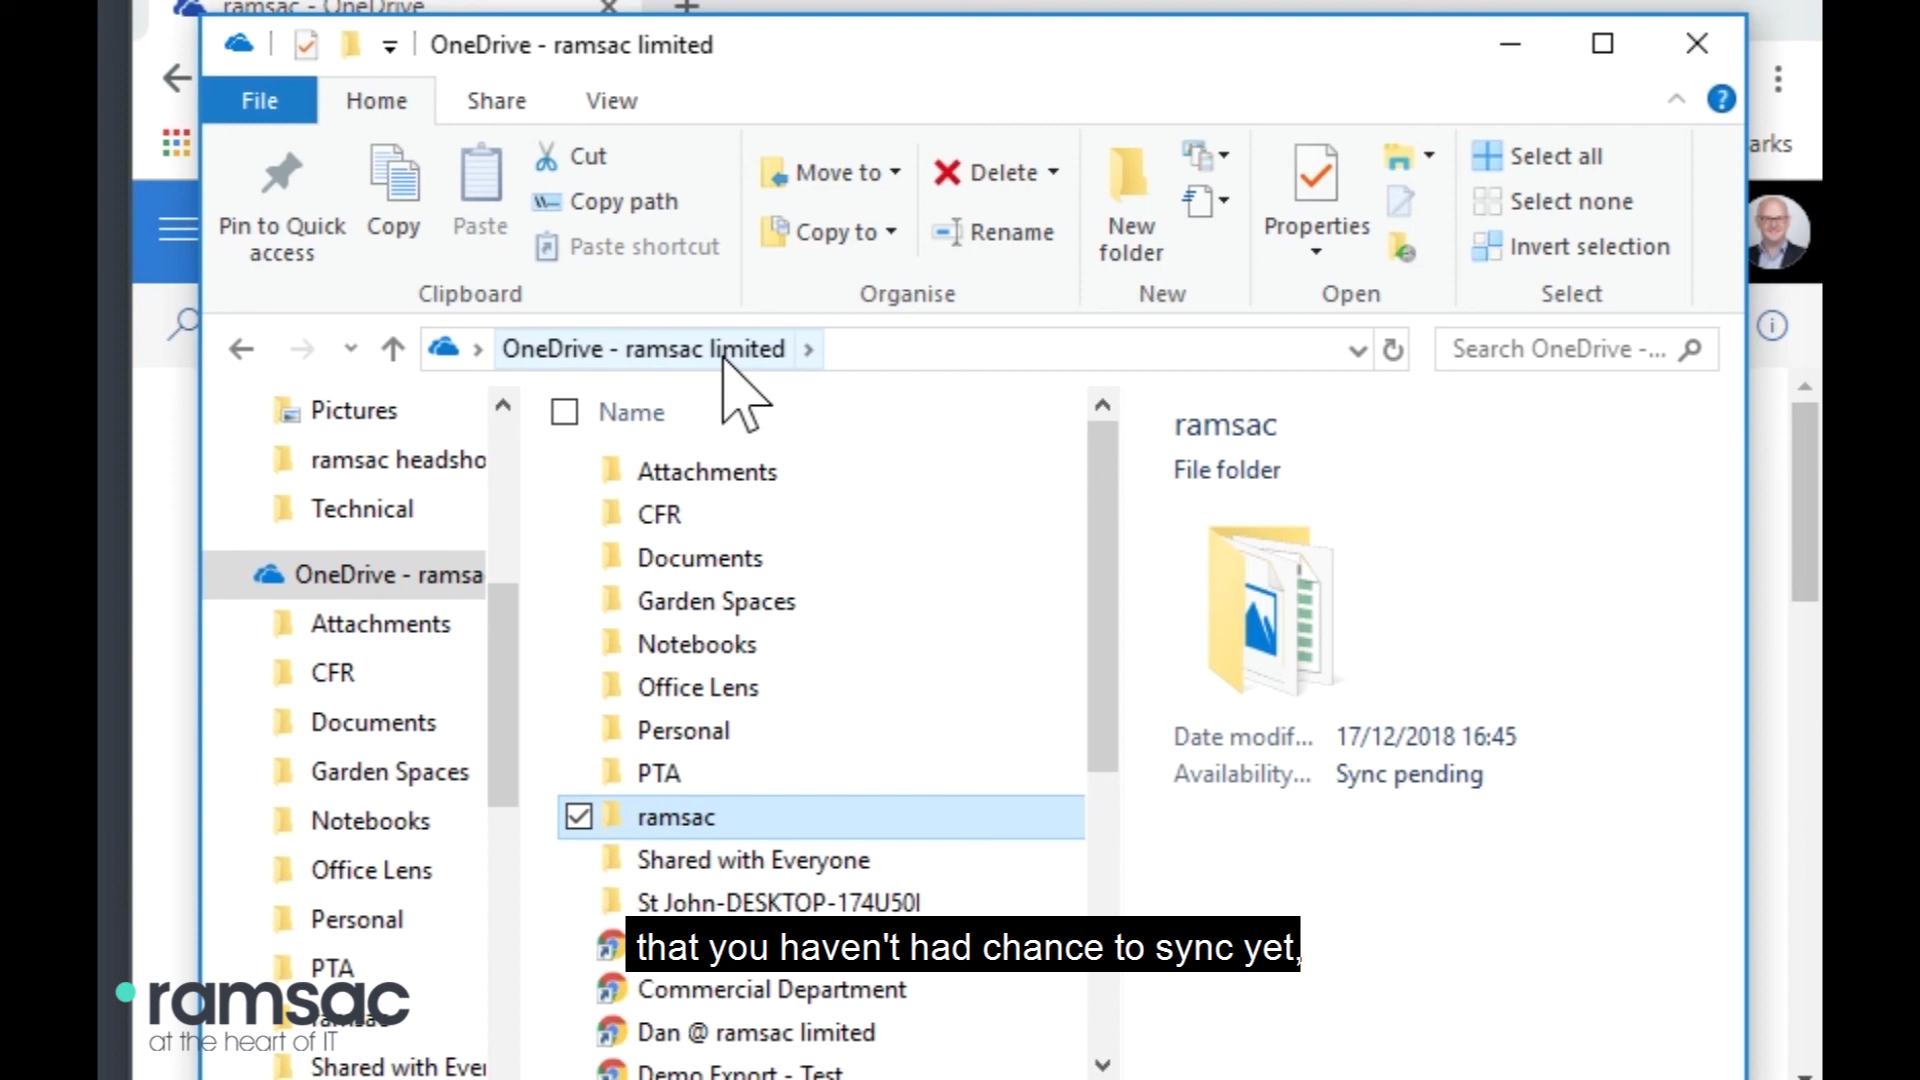 ramsac - OneDrive
OneDrive - ramsac limited
File
Home
Share
View
arks
Pin to Quick access
Copy
Paste
Cut
Copy path
Paste shortcut
Clipboard
Move to
Copy to
Delete
Rename
Organise
New folder
New
Properties
Open
Select all
Select none
Invert selection
Select
OneDrive - ramsac limited
Search OneDrive -...
Pictures
ramsac headsho
Technical
OneDrive - ramsa
Attachments
CFR
Documents
Garden Spaces
Notebooks
Office Lens
Personal
PTA
ramsac
Shared with Ever
Name
Attachments
CFR
Documents
Garden Spaces
Notebooks
Office Lens
Personal
PTA
ramsac
Shared with Everyone
St John-DESKTOP-174U50I
Commercial Department
Dan @ ramsac limited
Demo Export - Test
ramsac
File folder
Date modif... 17/12/2018 16:45
Availability... Sync pending
that you haven't had chance to sync yet,
ramsac
at the heart of IT